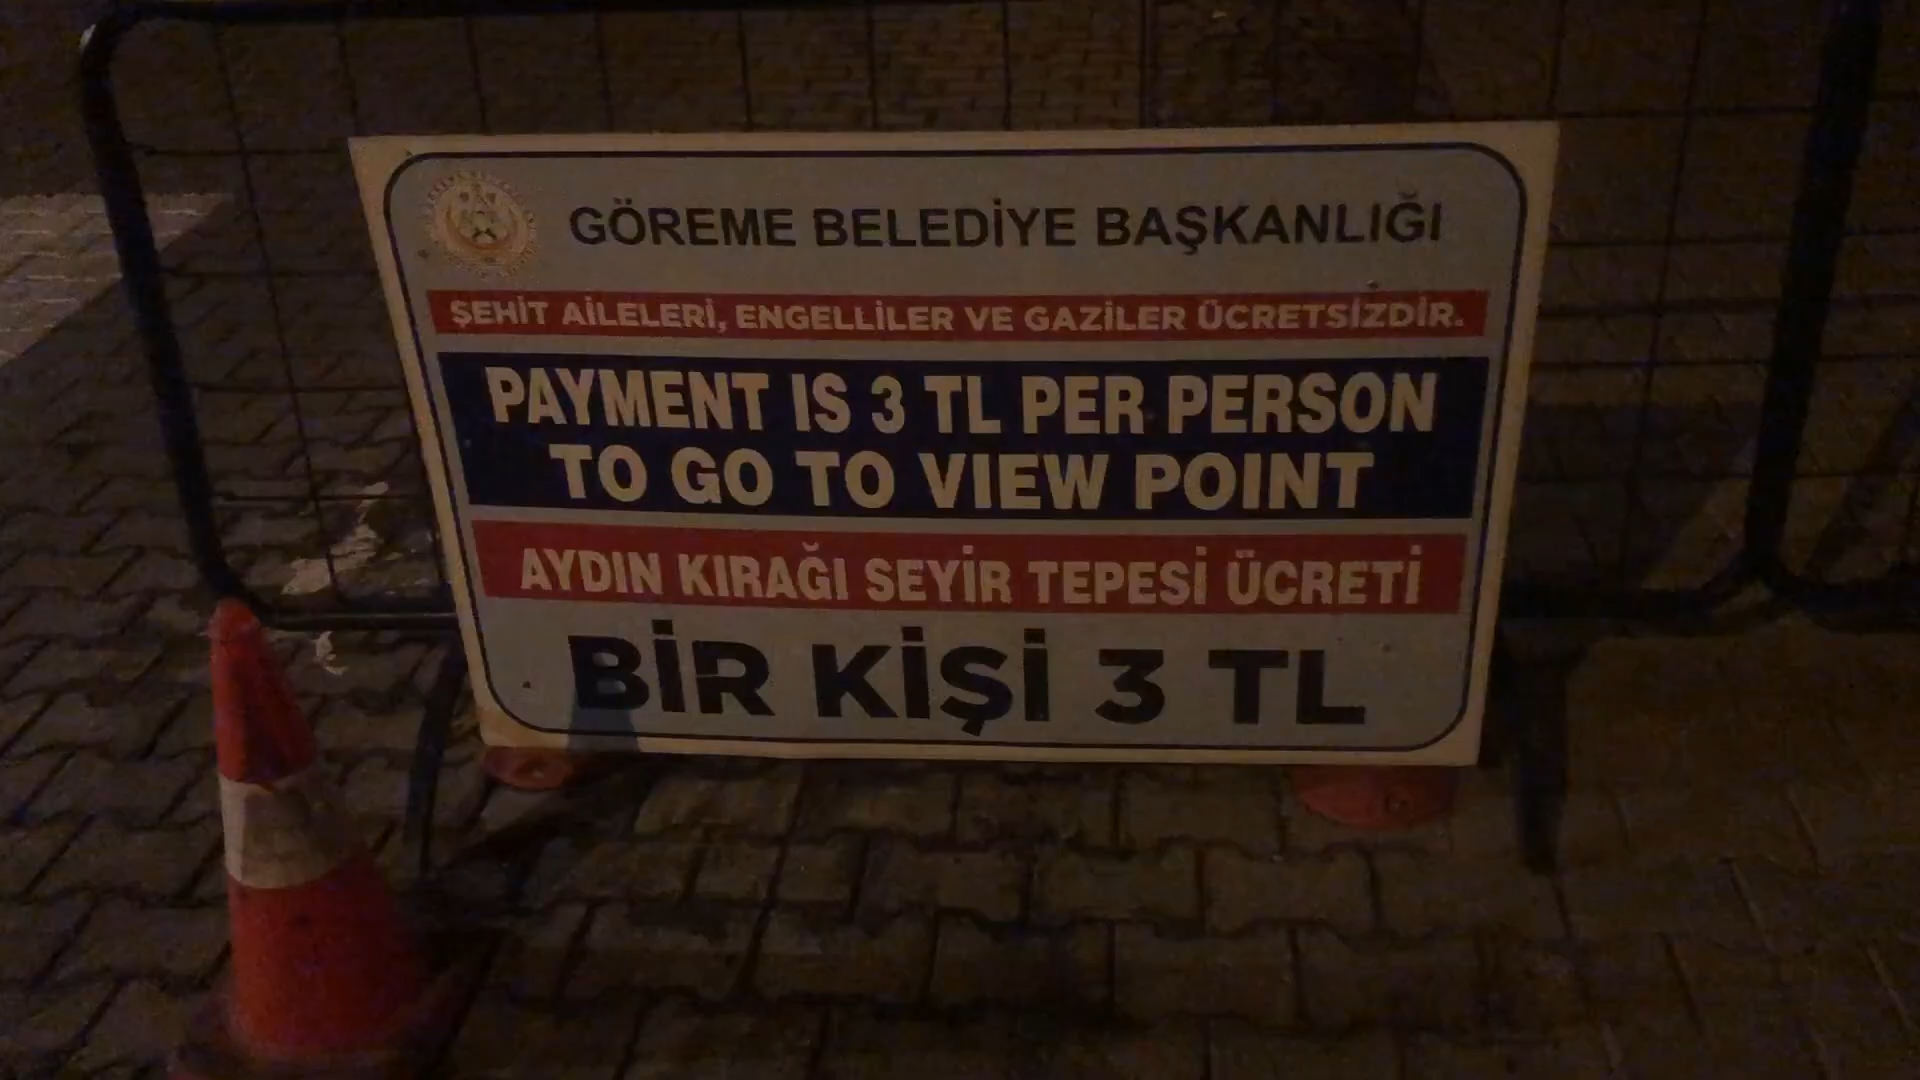 GÖREME BELEDİYE BAŞKANLIĞI
ŞEHİT AİLELERİ, ENGELLİLER VE GAZİLER ÜCRETSİZDİR.
PAYMENT IS 3 TL PER PERSON
TO GO TO VIEW POINT
AYDIN KIRAĞI SEYİR TEPESİ ÜCRETİ
BİR KİŞİ 3 TL